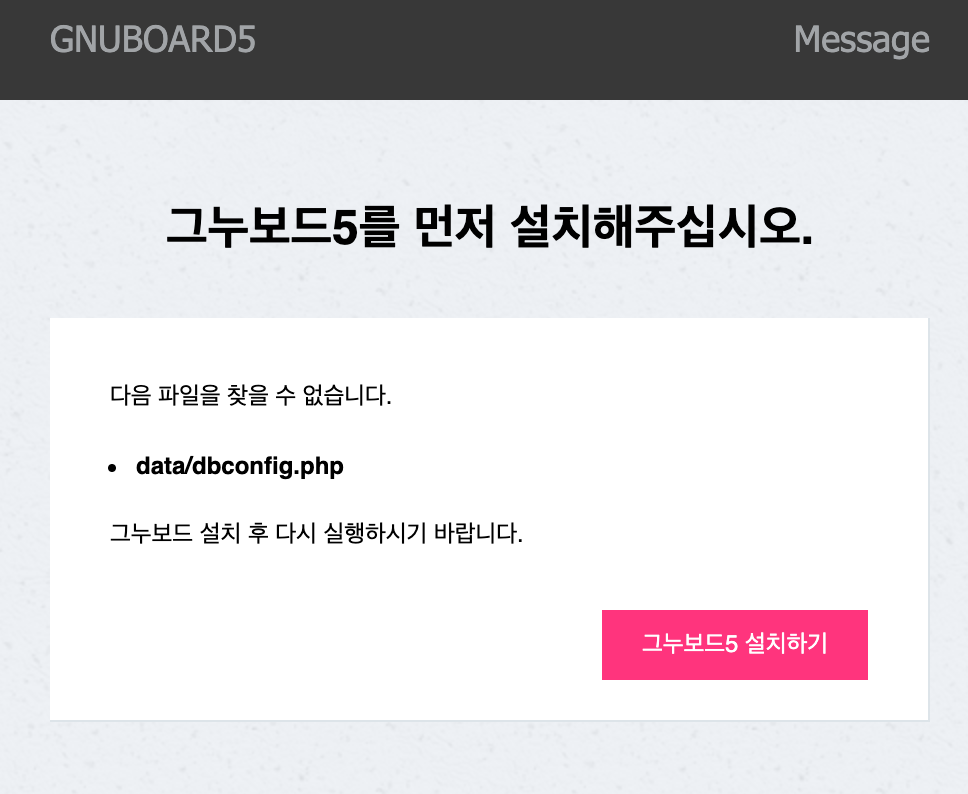 GNUBOARD5
Message
그누보드5를 먼저 설치해주십시오.
다음 파일을 찾을 수 없습니다.
data/dbconfig.php
그누보드 설치 후 다시 실행하시기 바랍니다.
그누보드5 설치하기